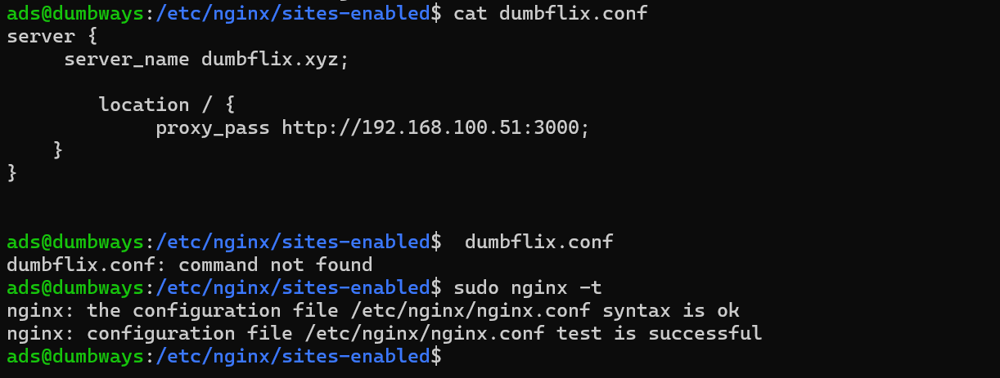 ads@dumbways:/etc/nginx/sites-enabled$ cat dumbflix.conf
server {
     server_name dumbflix.xyz;

        location / {
             proxy_pass http://192.168.100.51:3000;
    }
}


ads@dumbways:/etc/nginx/sites-enabled$  dumbflix.conf
dumbflix.conf: command not found
ads@dumbways:/etc/nginx/sites-enabled$ sudo nginx -t
nginx: the configuration file /etc/nginx/nginx.conf syntax is ok
nginx: configuration file /etc/nginx/nginx.conf test is successful
ads@dumbways:/etc/nginx/sites-enabled$